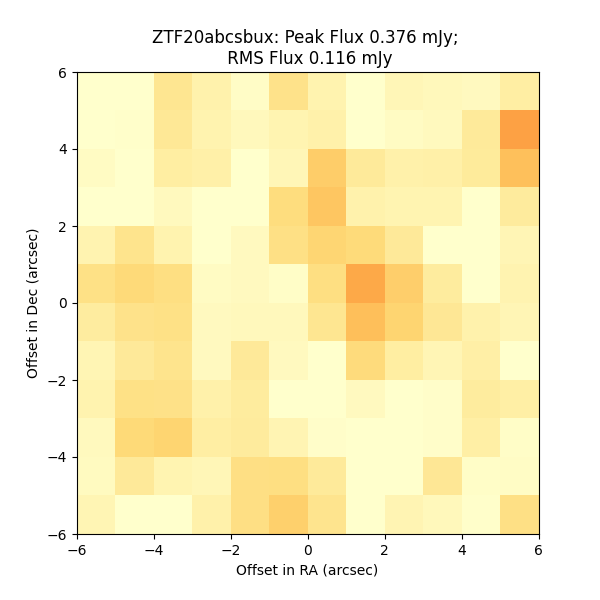 ZTF20abcsbux: Peak Flux 0.376 mJy;
RMS Flux 0.116 mJy
6
4
2
0
−2
−4
−6
Offset in Dec (arcsec)
−6 −4 −2 0 2 4 6
Offset in RA (arcsec)